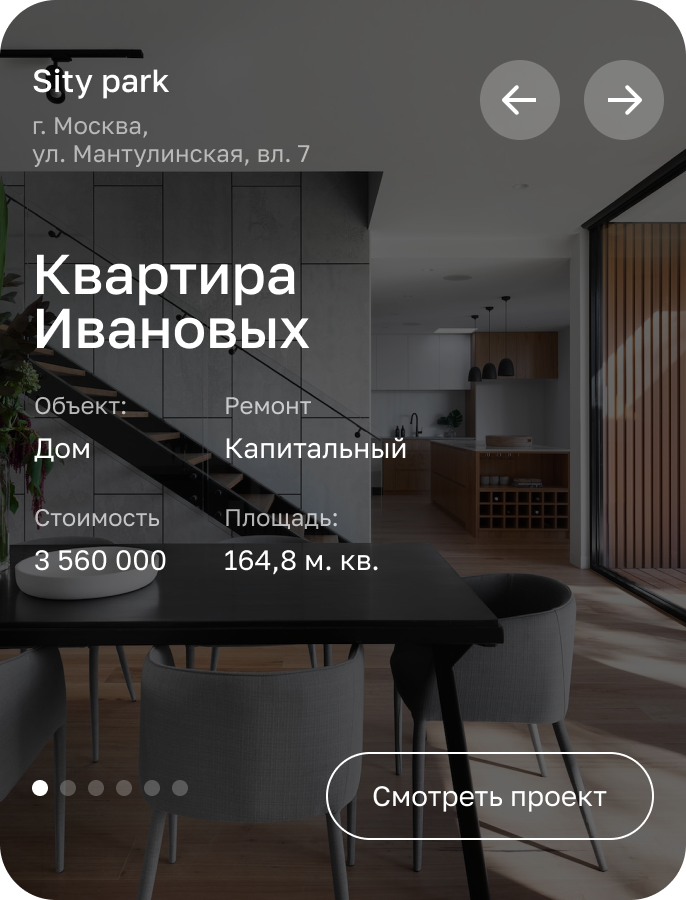 Sity park
г. Москва,
ул. Мантулинская, вл. 7
Квартира
Ивановых
Объект:
Ремонт
Дом
Капитальный
Стоимость
Площадь:
3 560 000
164,8 м. кв.
Смотреть проект